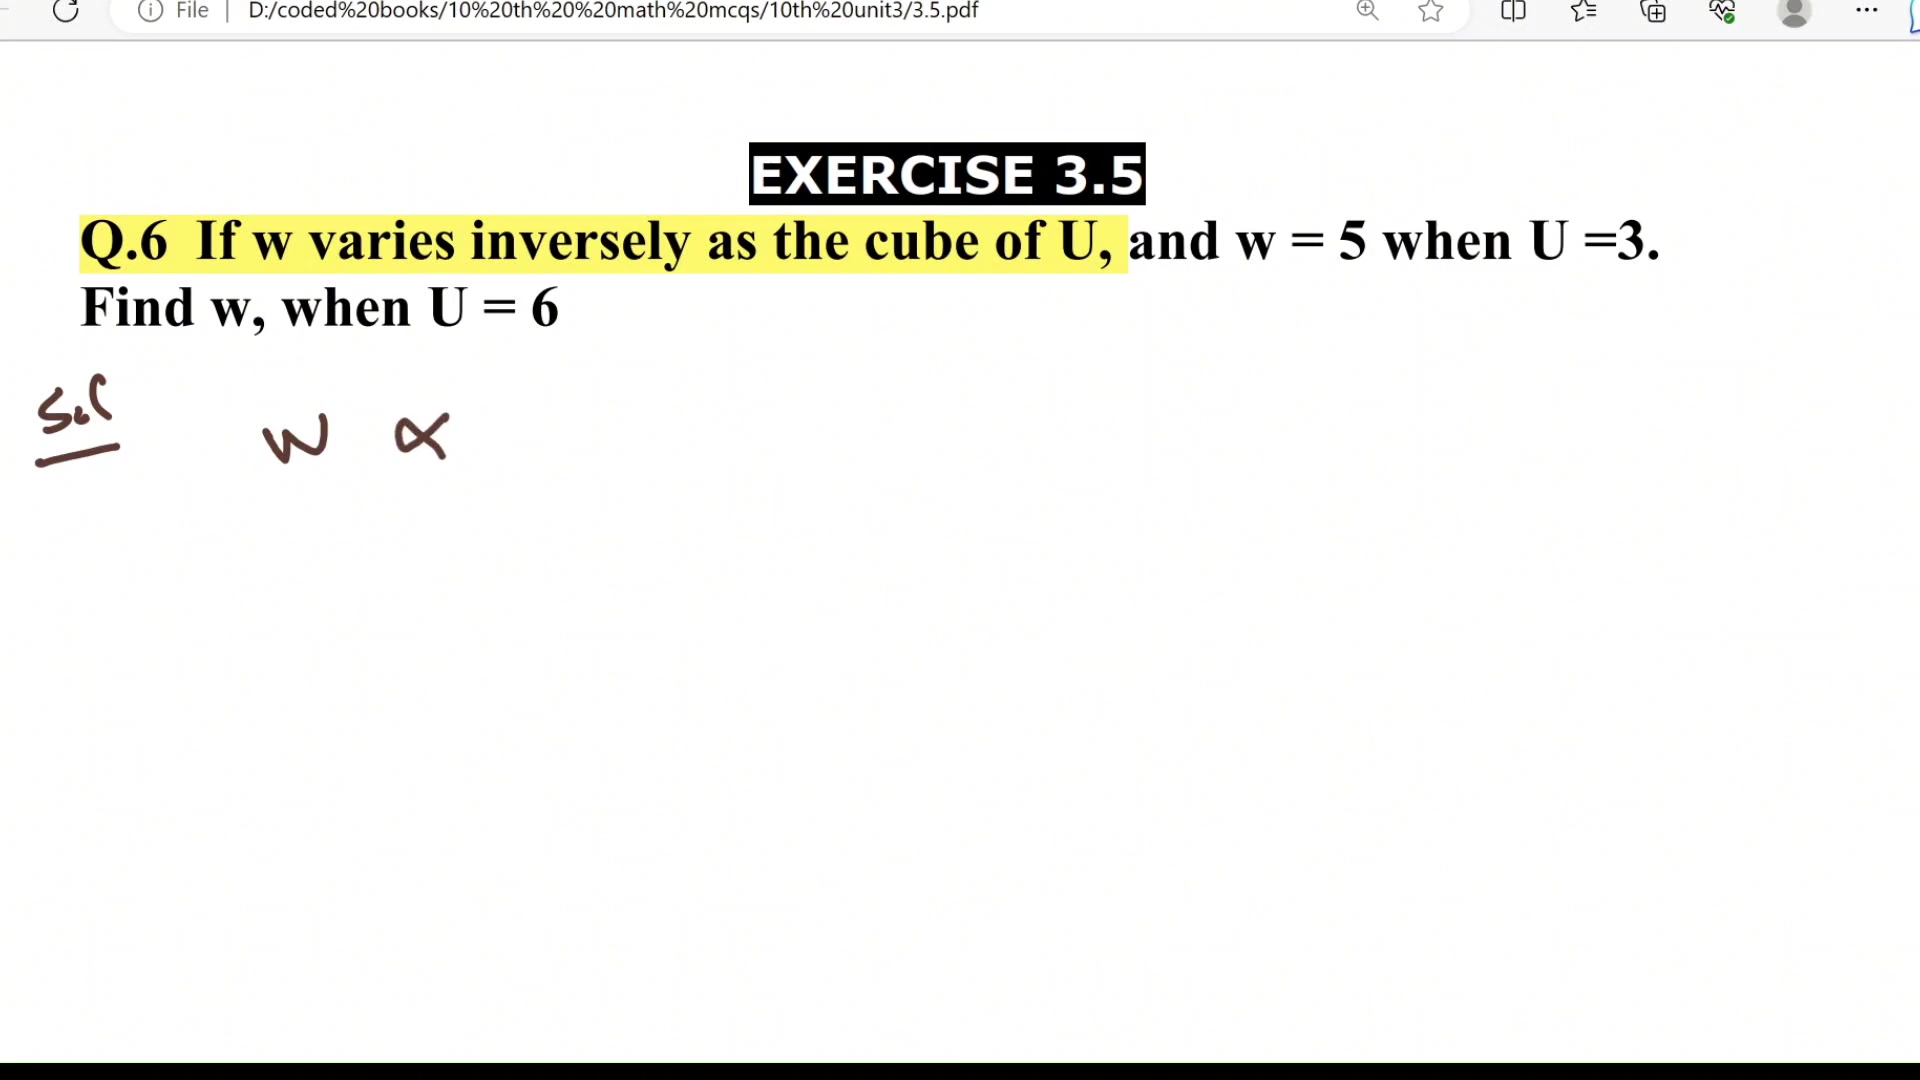 File | D:/coded%20books/10%20th%20%20math%20mcqs/10th%20unit3/3.5.pdf
EXERCISE 3.5
Q.6 If w varies inversely as the cube of U, and w = 5 when U =3.
Find w, when U = 6
Sol
w ∝